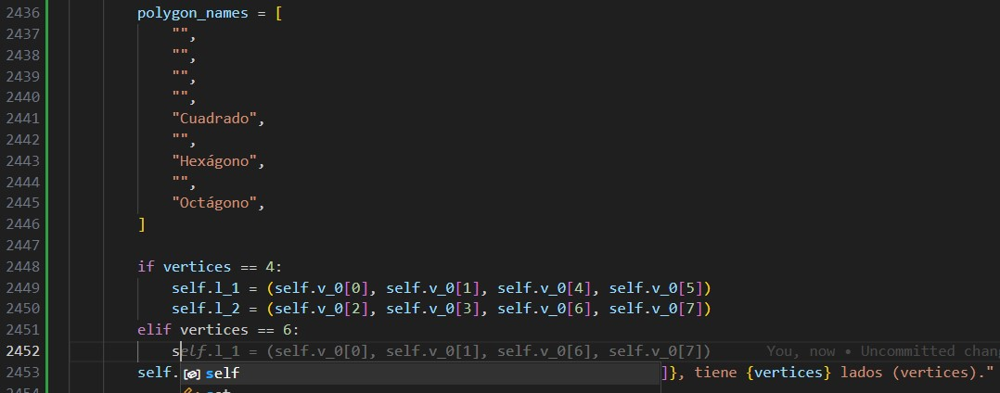 2436 polygon_names = [
2437 "",
2438 "",
2439 "",
2440 "",
2441 "Cuadrado",
2442 "",
2443 "Hexágono",
2444 "",
2445 "Octágono",
2446 ]
2447
2448 if vertices == 4:
2449 self.l_1 = (self.v_0[0], self.v_0[1], self.v_0[4], self.v_0[5])
2450 self.l_2 = (self.v_0[2], self.v_0[3], self.v_0[6], self.v_0[7])
2451 elif vertices == 6:
2452 self.l_1 = (self.v_0[0], self.v_0[1], self.v_0[6], self.v_0[7]) You, now • Uncommitted chan
2453 self. self ]}, tiene {vertices} lados (vertices)."